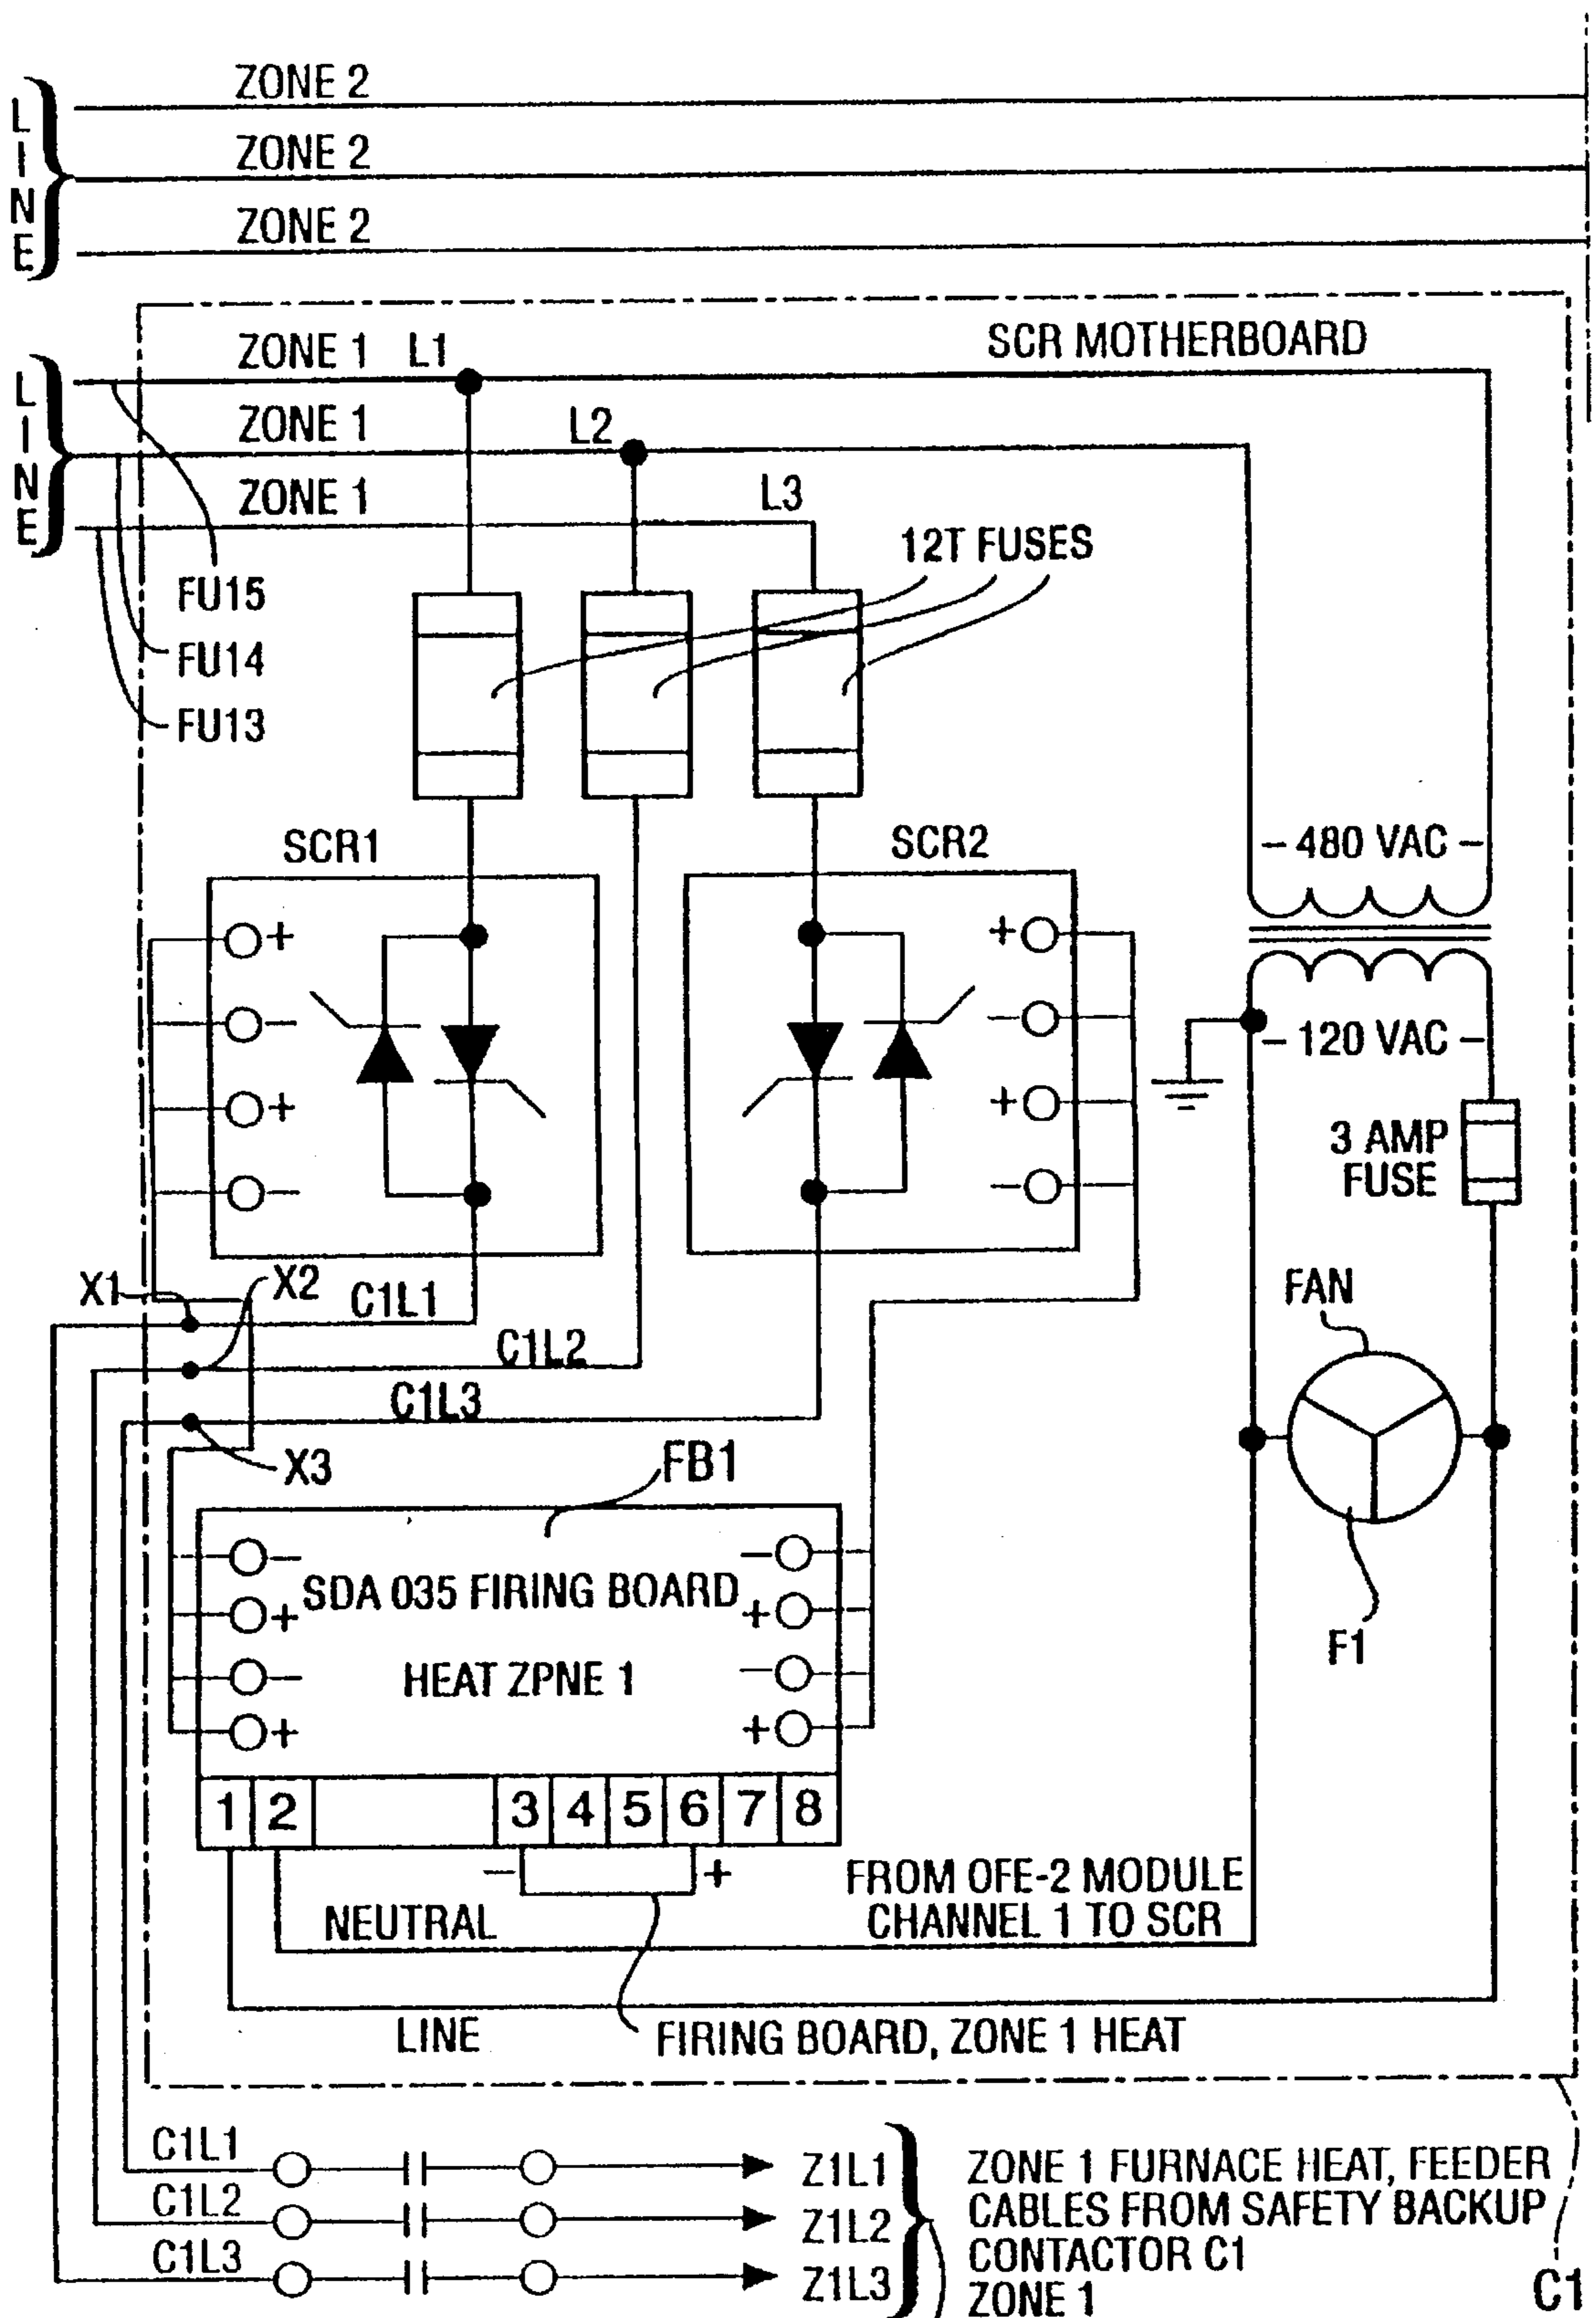 ZONE 2
ZONE 2
ZONE 2
LINE
ZONE 1 L1
SCR MOTHERBOARD
ZONE 1 L2
ZONE 1 L3
LINE
12T FUSES
FU15
FU14
FU13
SCR1
SCR2
– 480 VAC –
+ +
– –
– 120 VAC –
+ +
– –
3 AMP
FUSE
X1 X2
C1L1
FAN
C1L2
C1L3
X3
FB1
– –
SDA 035 FIRING BOARD
+ +
F1
– –
HEAT ZPNE 1
+ +
1 2 3 4 5 6 7 8
– +
FROM OFE-2 MODULE
CHANNEL 1 TO SCR
NEUTRAL
LINE
FIRING BOARD, ZONE 1 HEAT
C1L1 Z1L1
C1L2 Z1L2
C1L3 Z1L3
ZONE 1 FURNACE HEAT, FEEDER
CABLES FROM SAFETY BACKUP
CONTACTOR C1
ZONE 1
C1